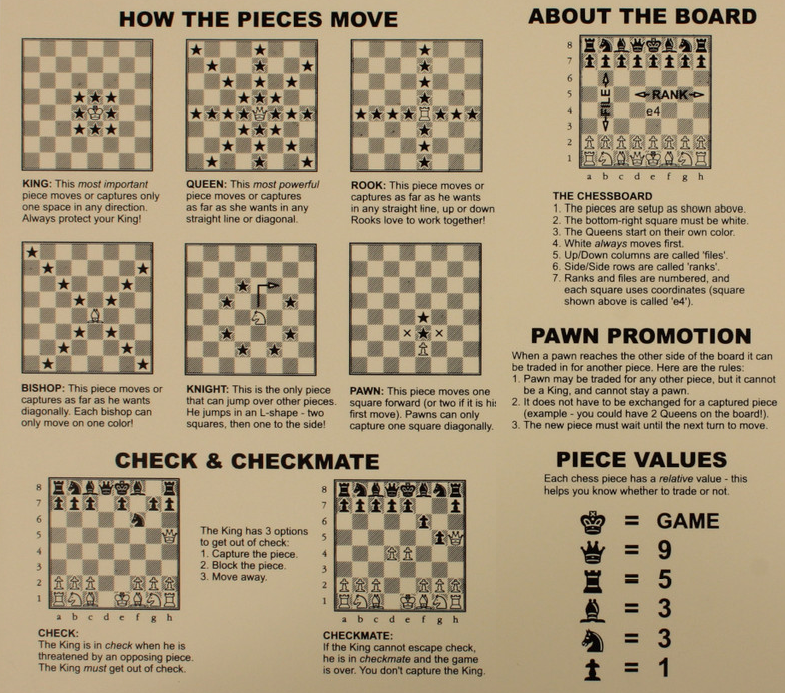 HOW THE PIECES MOVE
KING: This most important
piece moves or captures only
one space in any direction.
Always protect your King!
QUEEN: This most powerful
piece moves or captures
as far as she wants in any
straight line or diagonal.
ROOK: This piece moves or
captures as far as he wants
in any straight line, up or down
Rooks love to work together!
BISHOP: This piece moves or
captures as far as he wants
diagonally. Each bishop can
only move on one color!
KNIGHT: This is the only piece
that can jump over other pieces.
He jumps in an L-shape - two
squares, then one to the side!
PAWN: This piece moves one
square forward (or two if it is his
first move). Pawns can only
capture one square diagonally.
ABOUT THE BOARD
8
7
6
5
4
3
2
1
FILE
RANK
e4
a b c d e f g h
THE CHESSBOARD
1. The pieces are setup as shown above.
2. The bottom-right square must be white.
3. The Queens start on their own color.
4. White always moves first.
5. Up/Down columns are called 'files'.
6. Side/Side rows are called 'ranks'.
7. Ranks and files are numbered, and
each square uses coordinates (square
shown above is called 'e4').
PAWN PROMOTION
When a pawn reaches the other side of the board it can
be traded in for another piece. Here are the rules:
1. Pawn may be traded for any other piece, but it cannot
be a King, and cannot stay a pawn.
2. It does not have to be exchanged for a captured piece
(example - you could have 2 Queens on the board!).
3. The new piece must wait until the next turn to move.
CHECK & CHECKMATE
8
7
6
5
4
3
2
1
a b c d e f g h
CHECK:
The King is in check when he is
threatened by an opposing piece.
The King must get out of check.
The King has 3 options
to get out of check:
1. Capture the piece.
2. Block the piece.
3. Move away.
8
7
6
5
4
3
2
1
a b c d e f g h
CHECKMATE:
If the King cannot escape check,
he is in checkmate and the game
is over. You don't capture the King.
PIECE VALUES
Each chess piece has a relative value - this
helps you know whether to trade or not.
= GAME
= 9
= 5
= 3
= 3
= 1